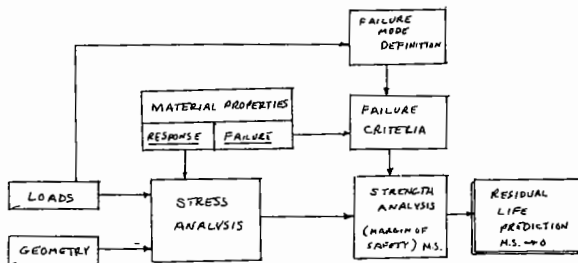 FAILURE
MODE
DEFINITION
MATERIAL PROPERTIES
RESPONSE FAILURE
FAILURE
CRITERIA
LOADS
STRESS
ANALYSIS
STRENGTH
ANALYSIS
(MARGIN OF
SAFETY) M.S.
RESIDUAL
LIFE
PREDICTION
M.S. → 0
GEOMETRY